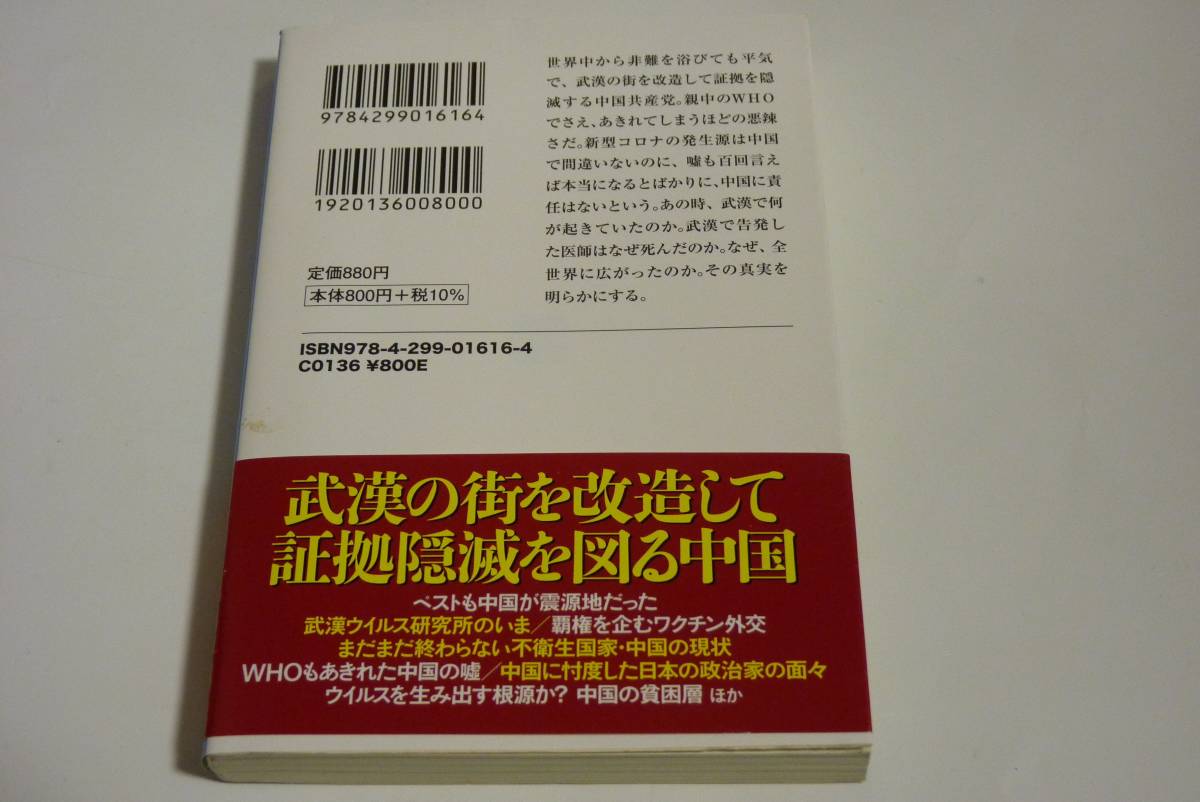 9784299016164
1920136008000
定価880円
本体800円+税10%
世界中から非難を浴びても平気
で、武漢の街を改造して証拠を隠
滅する中国共産党。親中のWHO
でさえ、あきれてしまうほどの悪辣
さだ。新型コロナの発生源は中国
で間違いないのに、嘘も百回言え
ば本当になるとばかりに、中国に責
任はないという。あの時、武漢で何
が起きていたのか。武漢で告発し
た医師はなぜ死んだのか。なぜ、全
世界に広がったのか。その真実を
明らかにする。
ISBN978-4-299-01616-4
C0136 ¥800E
武漢の街を改造して
証拠隠滅を図る中国
ペストも中国が震源地だった
武漢ウイルス研究所のいま/覇権を企むワクチン外交
まだまだ終わらない不衛生国家・中国の現状
WHOもあきれた中国の嘘/中国に忖度した日本の政治家の面々
ウイルスを生み出す根源か? 中国の貧困層 ほか